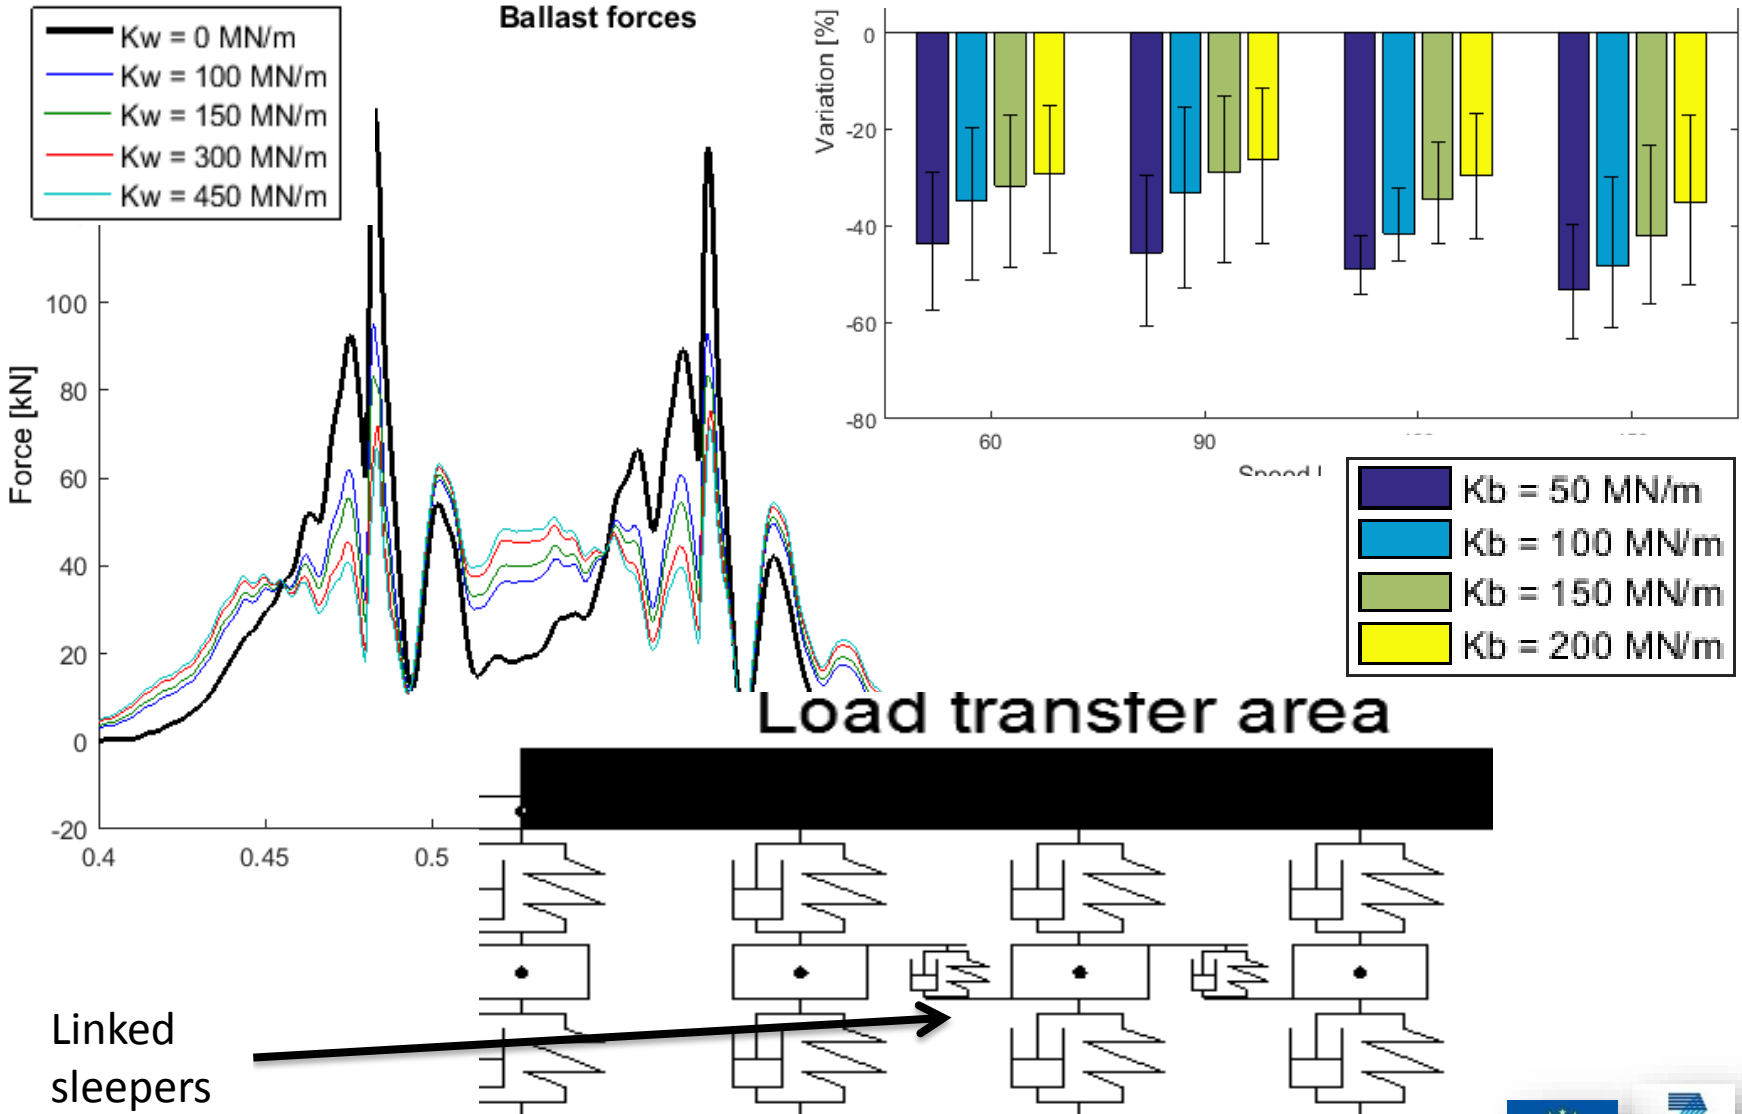 Ballast forces
Kw = 0 MN/m
Kw = 100 MN/m
Kw = 150 MN/m
Kw = 300 MN/m
Kw = 450 MN/m
Force [kN]
100
80
60
40
20
0
-20
0.4
0.45
0.5
Variation [%]
0
-20
-40
-60
-80
60
90
Speed
Kb = 50 MN/m
Kb = 100 MN/m
Kb = 150 MN/m
Kb = 200 MN/m
Load transfer area
Linked
sleepers